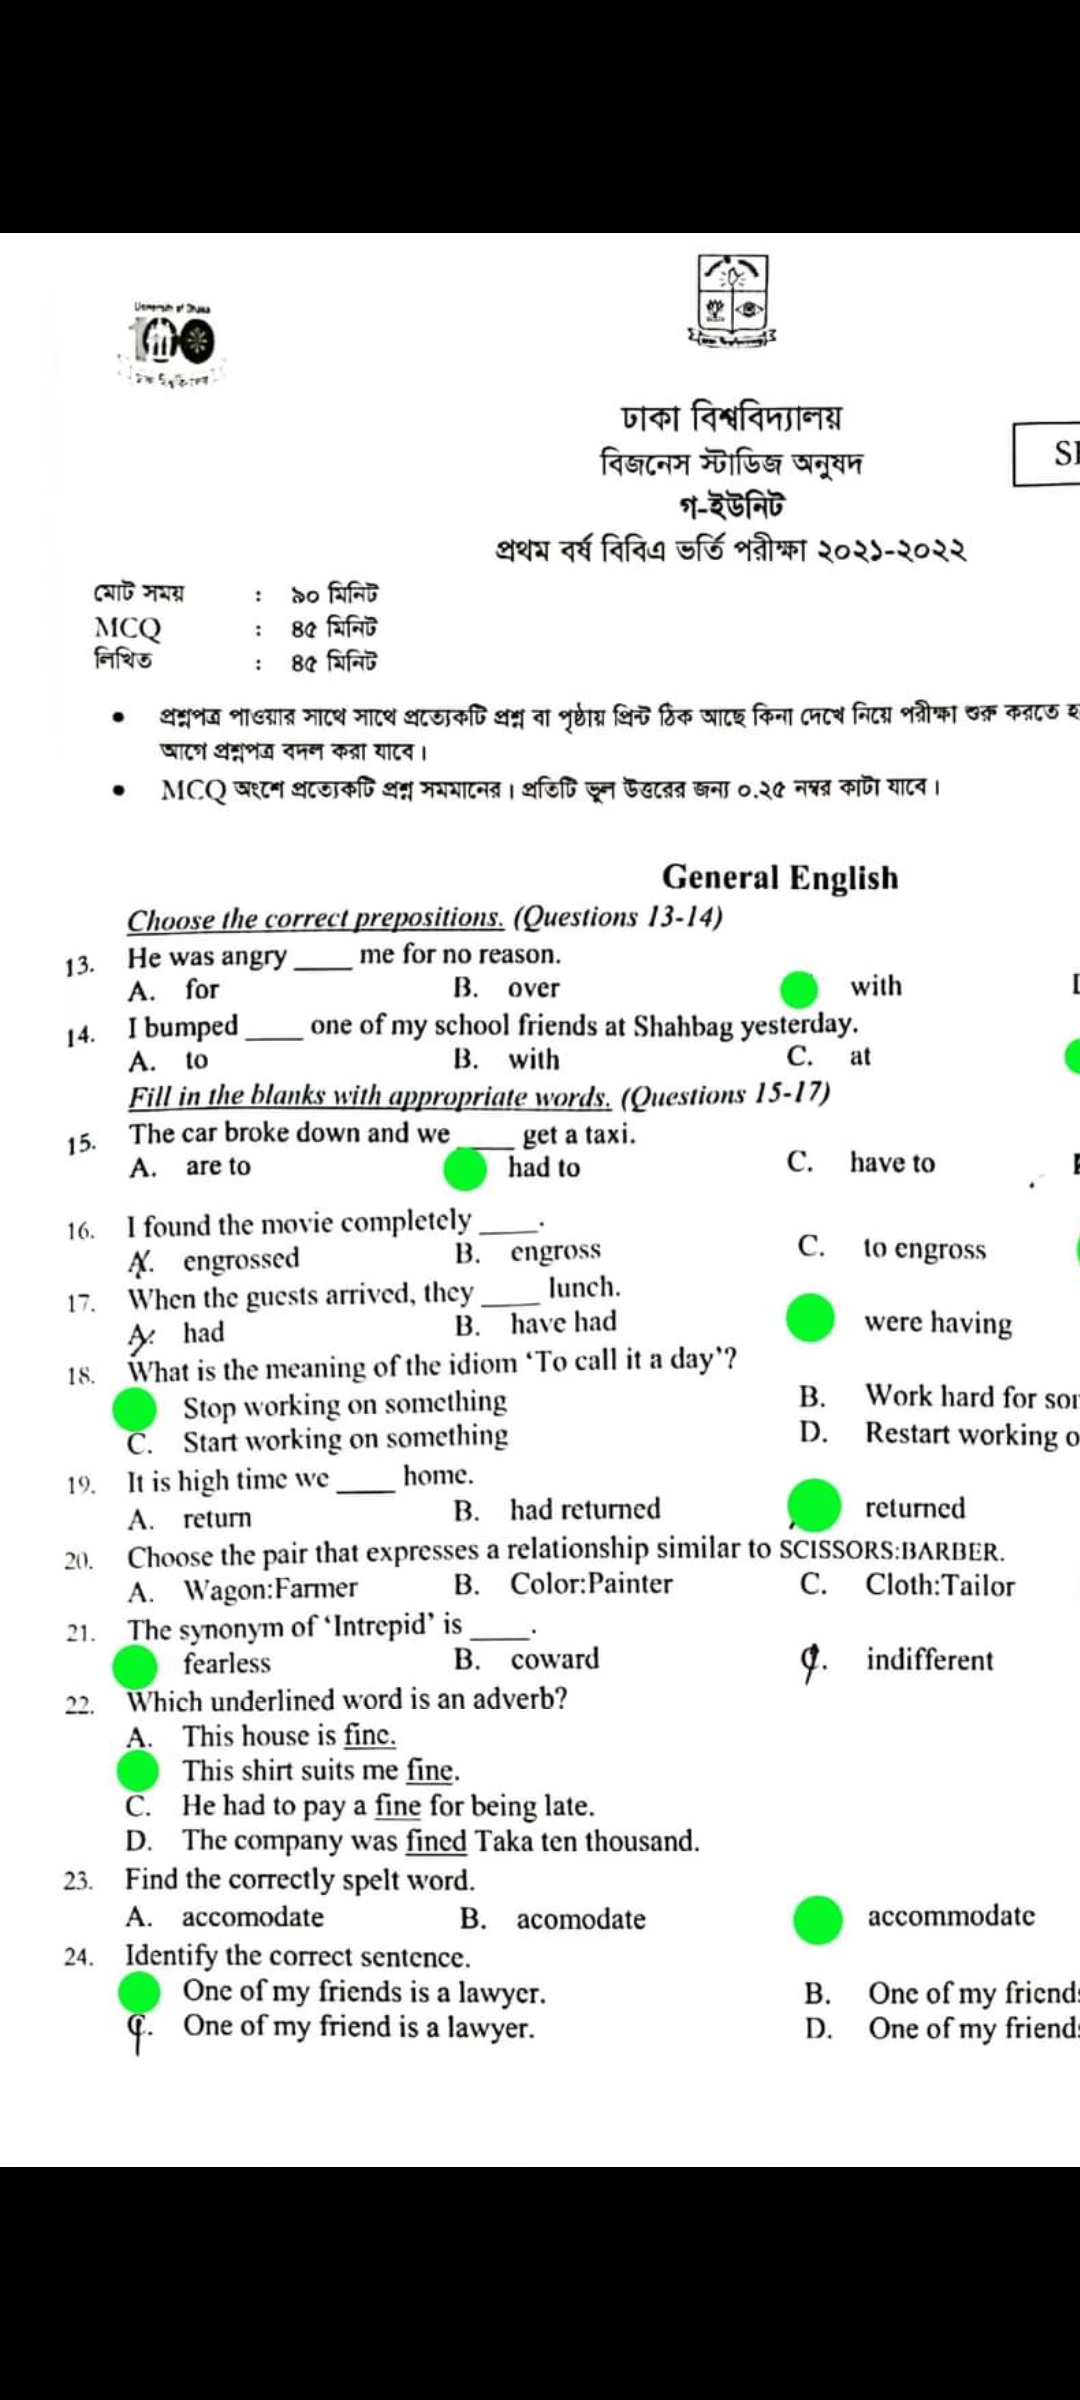 University of Dhaka
100
ঢাকা বিশ্ববিদ্যালয়
বিজনেস স্টাডিজ অনুষদ
গ-ইউনিট
প্রথম বর্ষ বিবিএ ভর্তি পরীক্ষা ২০২১-২০২২
মোট সময় : ৯০ মিনিট
MCQ : ৪৫ মিনিট
লিখিত : ৪৫ মিনিট
• প্রশ্নপত্র পাওয়ার সাথে সাথে প্রত্যেকটি প্রশ্ন বা পৃষ্ঠায় প্রিন্ট ঠিক আছে কিনা দেখে নিয়ে পরীক্ষা শুরু করতে
আগে প্রশ্নপত্র বদল করা যাবে।
• MCQ অংশে প্রত্যেকটি প্রশ্ন সমমানের। প্রতিটি ভুল উত্তরের জন্য ০.২৫ নম্বর কাটা যাবে।
General English
Choose the correct prepositions. (Questions 13-14)
13. He was angry ____ me for no reason.
A. for B. over with
14. I bumped ____ one of my school friends at Shahbag yesterday.
A. to B. with C. at
Fill in the blanks with appropriate words. (Questions 15-17)
15. The car broke down and we ____ get a taxi.
A. are to had to C. have to
16. I found the movie completely ____.
A. engrossed B. engross C. to engross
17. When the guests arrived, they ____ lunch.
A. had B. have had were having
18. What is the meaning of the idiom ‘To call it a day’?
Stop working on something B. Work hard for
C. Start working on something D. Restart working
19. It is high time we ____ home.
A. return B. had returned returned
20. Choose the pair that expresses a relationship similar to SCISSORS:BARBER.
A. Wagon:Farmer B. Color:Painter C. Cloth:Tailor
21. The synonym of ‘Intrepid’ is ____.
fearless B. coward C. indifferent
22. Which underlined word is an adverb?
A. This house is fine.
This shirt suits me fine.
C. He had to pay a fine for being late.
D. The company was fined Taka ten thousand.
23. Find the correctly spelt word.
A. accomodate B. acomodate accommodate
24. Identify the correct sentence.
One of my friends is a lawyer. B. One of my
C. One of my friend is a lawyer. D. One of my